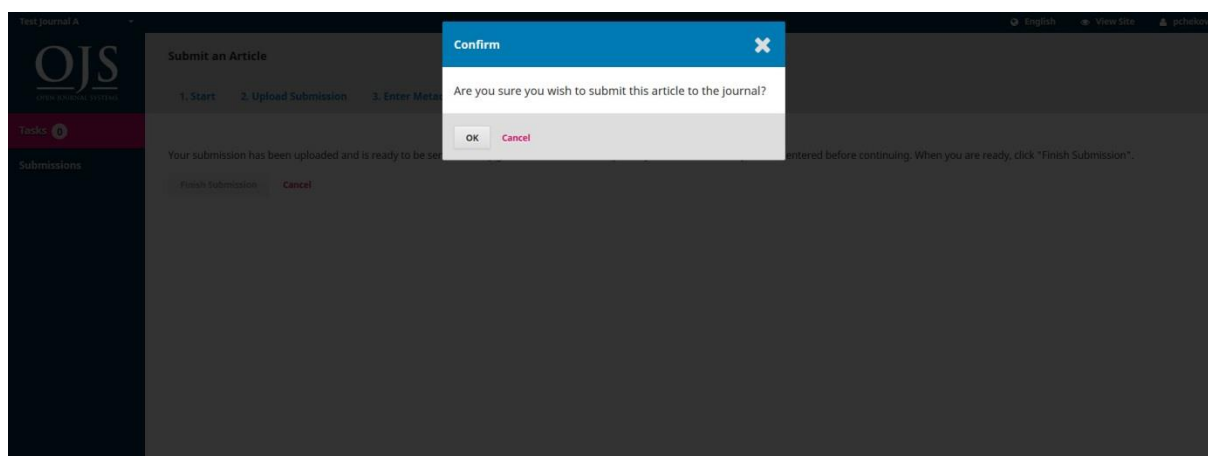 Test Journal A
English View Site pchekov
OJS
OPEN JOURNAL SYSTEMS
Tasks 0
Submissions
Submit an Article
1. Start 2. Upload Submission 3. Enter Meta
Confirm
Are you sure you wish to submit this article to the journal?
OK Cancel
Your submission has been uploaded and is ready to be ser
entered before continuing. When you are ready, click "Finish Submission".
Finish Submission Cancel